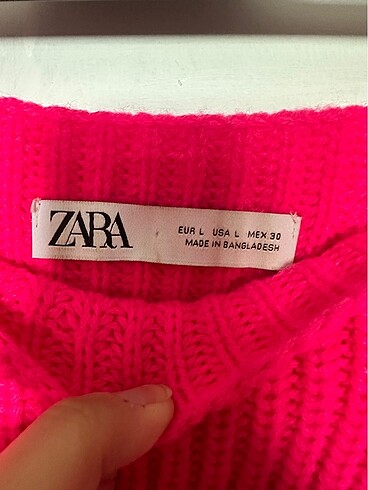 ZARA
EUR L USA L MEX 30
MADE IN BANGLADESH